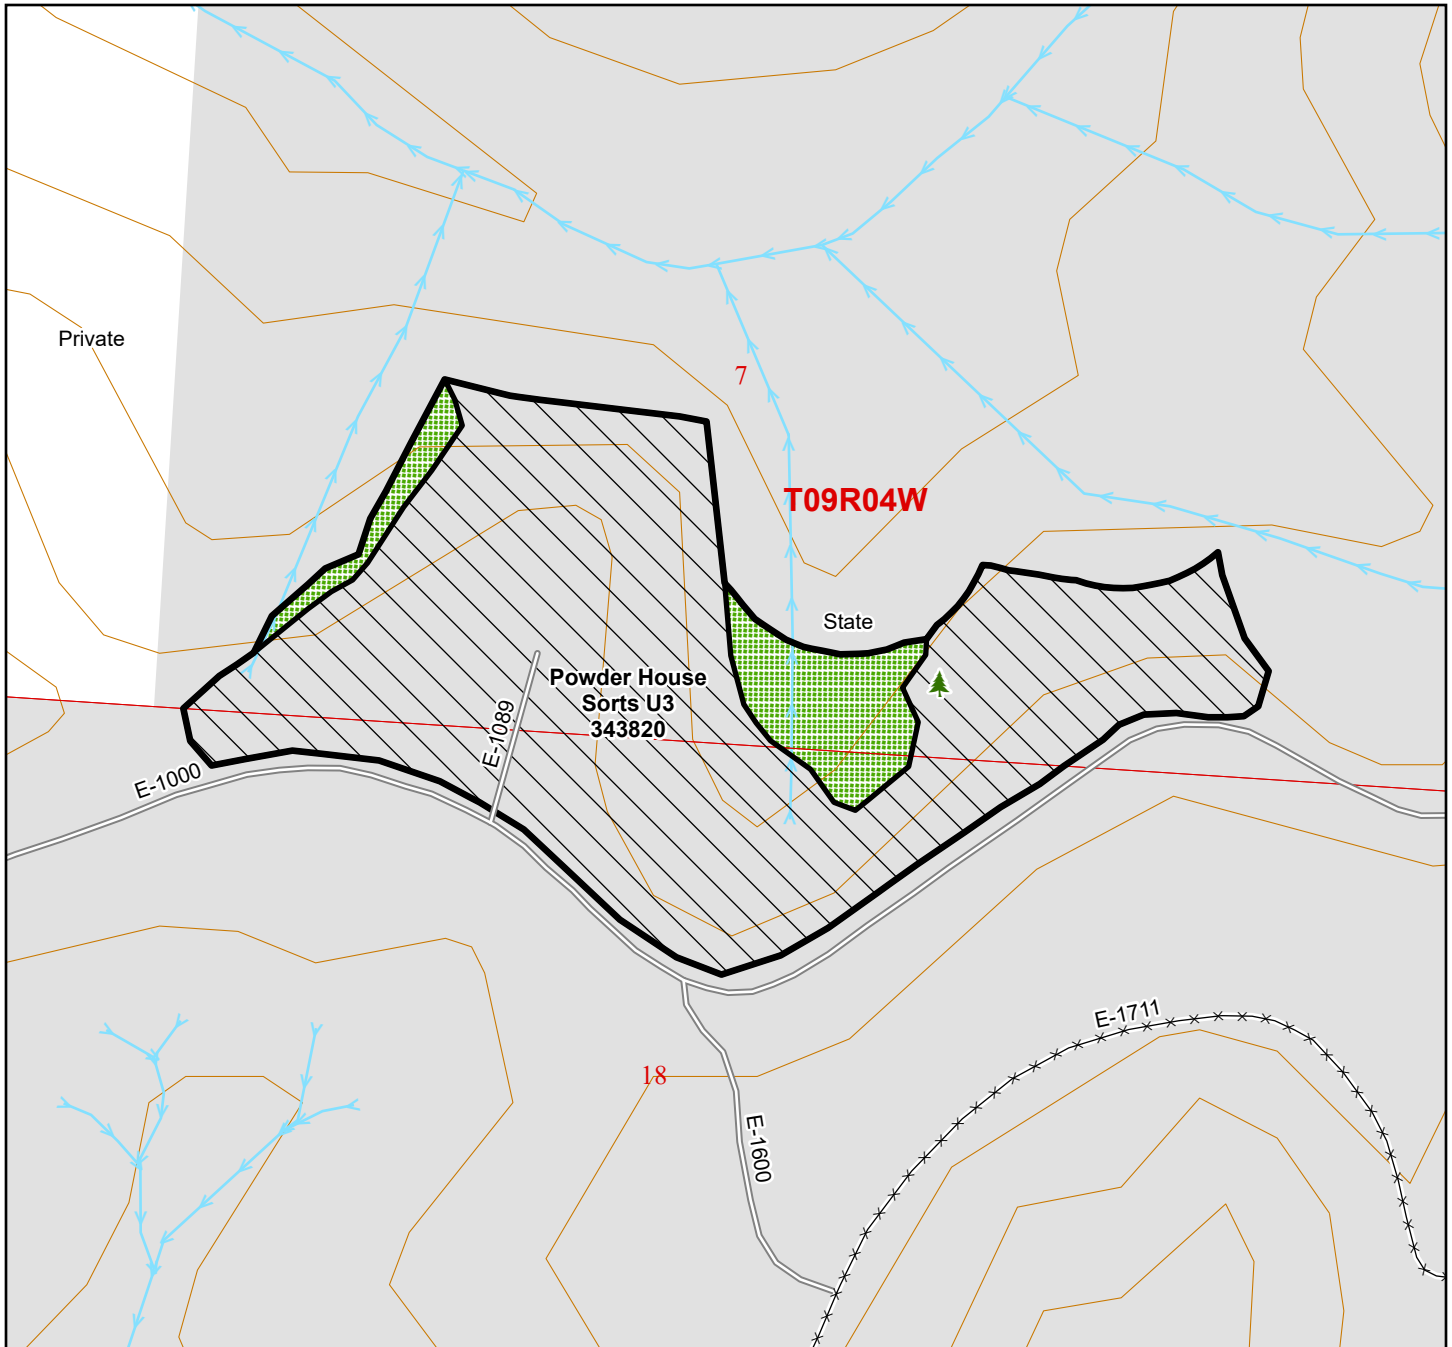 Private
7
T09R04W
State
Powder House
Sorts U3
343820
E-1089
E-1000
E-1711
18
E-1600